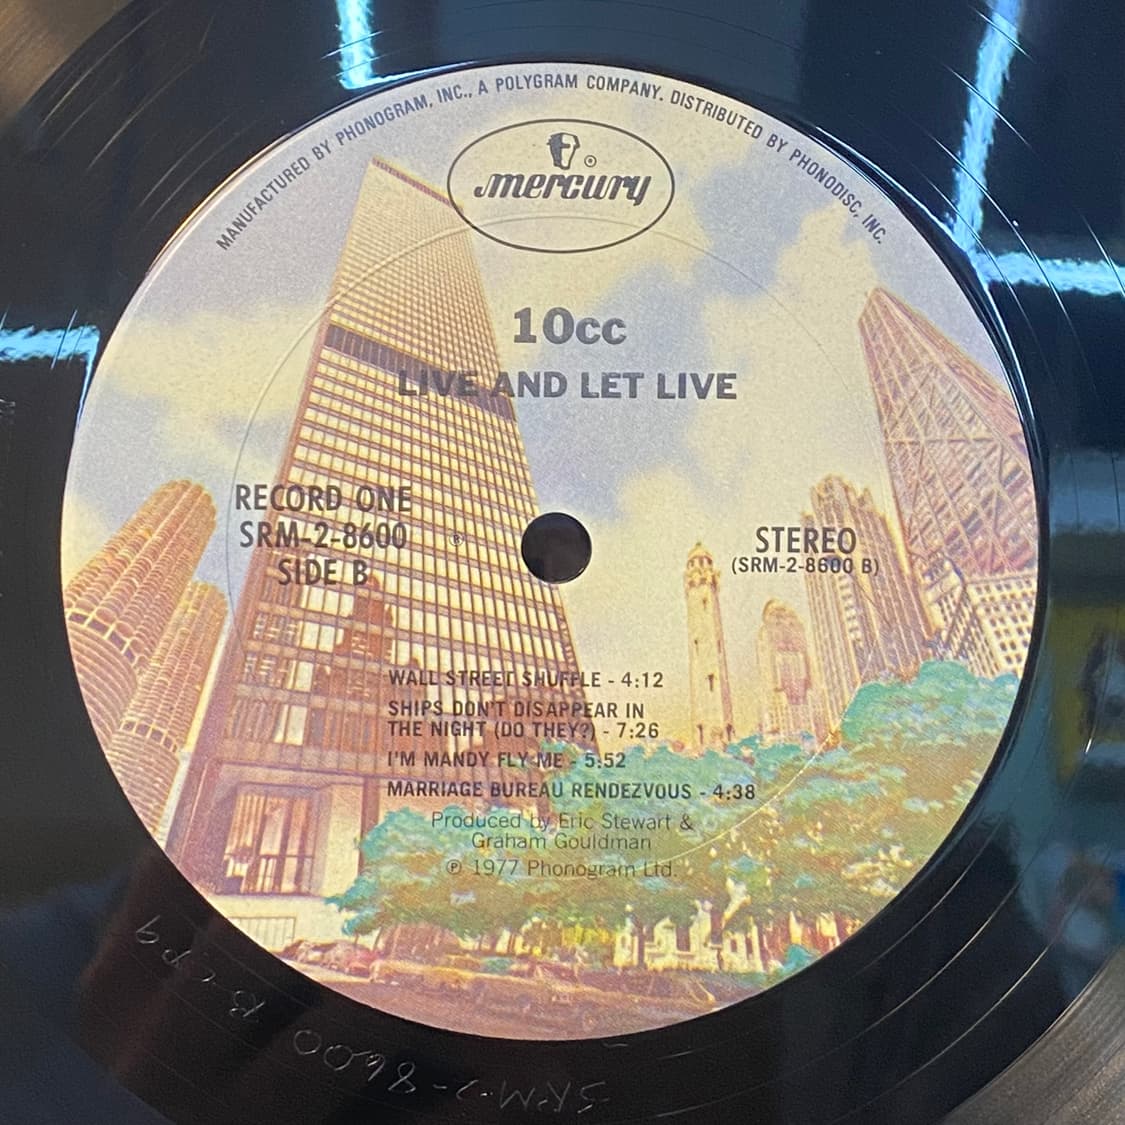 MANUFACTURED BY PHONOGRAM, INC., A POLYGRAM COMPANY. DISTRIBUTED BY PHONODISC, INC.
mercury ®
10cc
LIVE AND LET LIVE
RECORD ONE
SRM-2-8600 ®
SIDE B
STEREO
(SRM-2-8600 B)
WALL STREET SHUFFLE - 4:12
SHIPS DON'T DISAPPEAR IN
THE NIGHT (DO THEY?) - 7:26
I'M MANDY FLY ME - 5:52
MARRIAGE BUREAU RENDEZVOUS - 4:38
Produced by Eric Stewart &
Graham Gouldman
℗ 1977 Phonogram Ltd.
SRM-2-8600 B